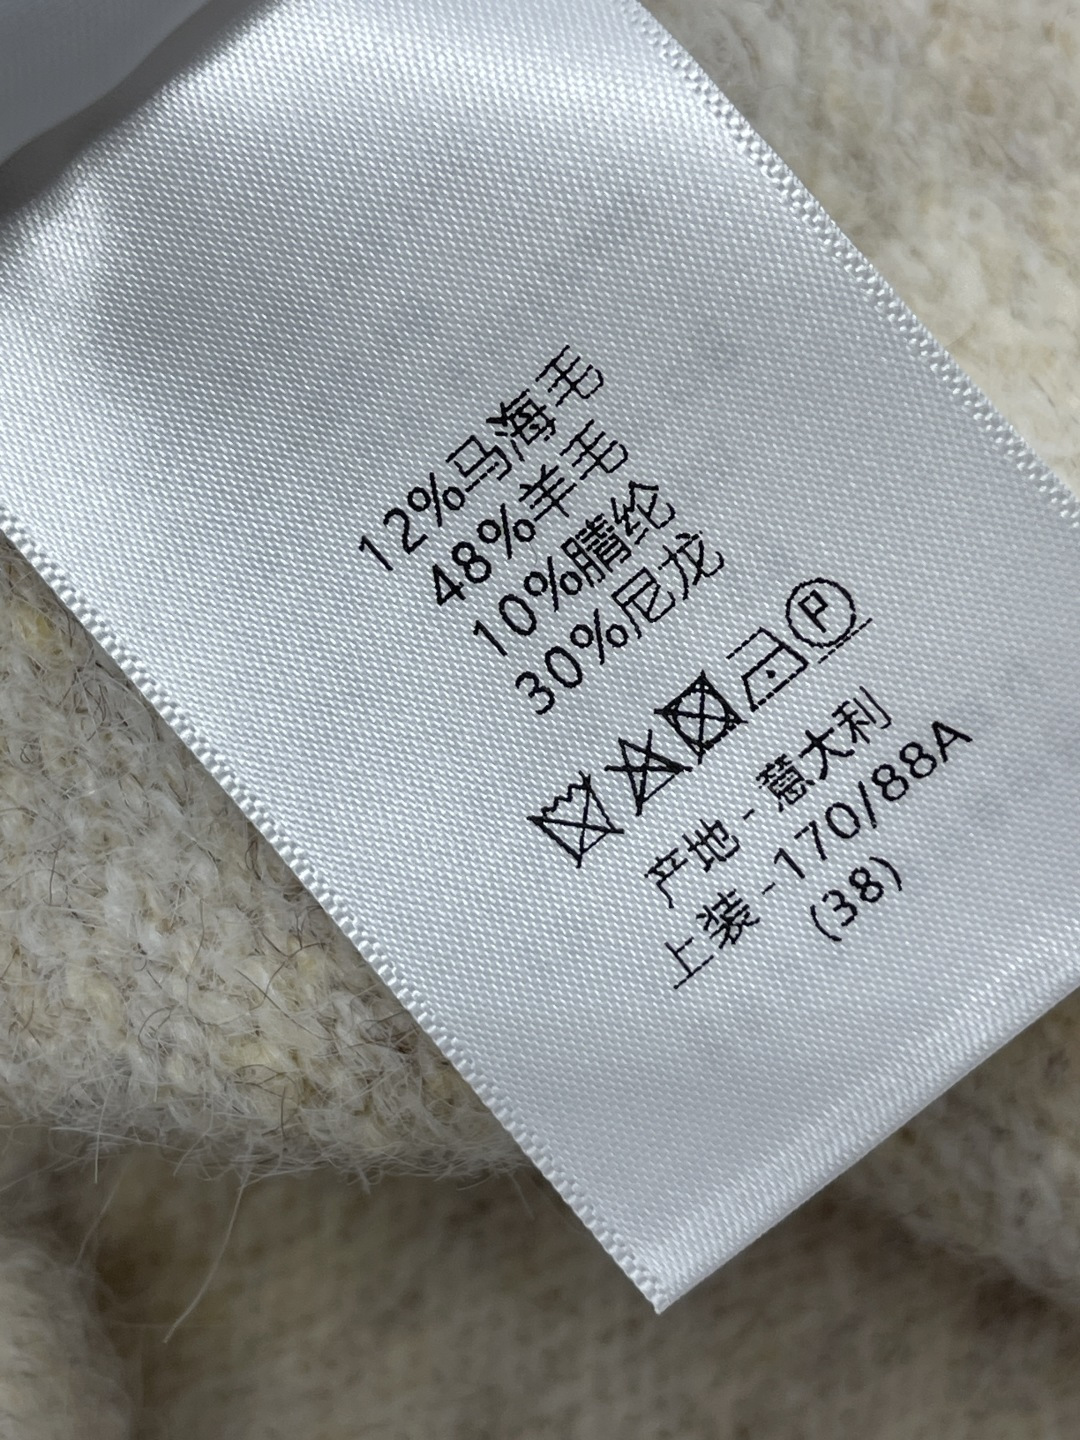 12%马海毛
48%羊毛
10%腈纶
30%尼龙
P
产地-意大利
上装-170/88A
(38)